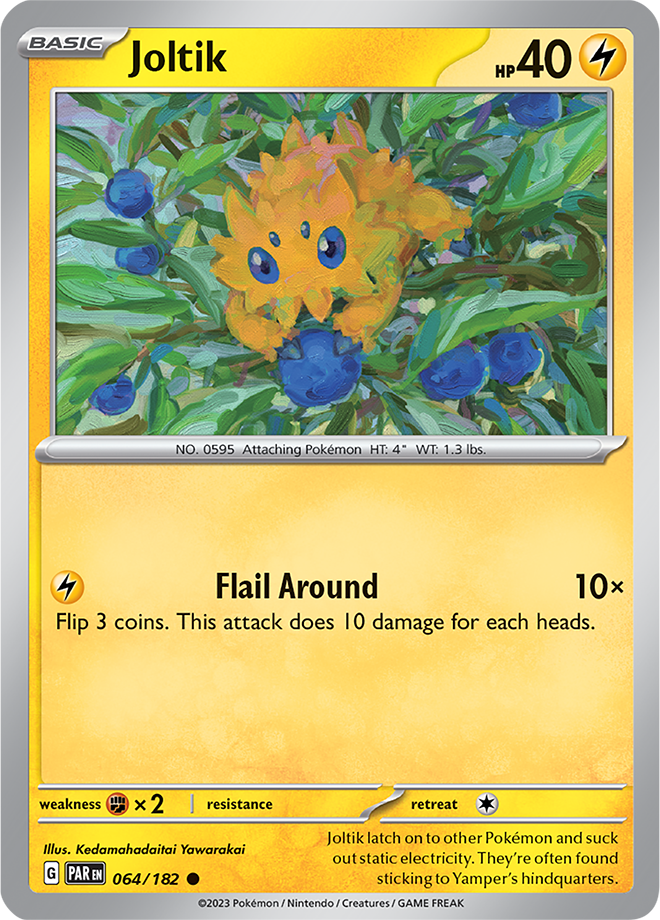 BASIC
Joltik
HP 40
NO. 0595 Attaching Pokémon HT: 4" WT: 1.3 lbs.
Flail Around 10×
Flip 3 coins. This attack does 10 damage for each heads.
weakness ×2 resistance retreat
Illus. Kedamahadaitai Yawarakai
G PAR EN 064/182
Joltik latch on to other Pokémon and suck
out static electricity. They're often found
sticking to Yamper's hindquarters.
©2023 Pokémon / Nintendo / Creatures / GAME FREAK